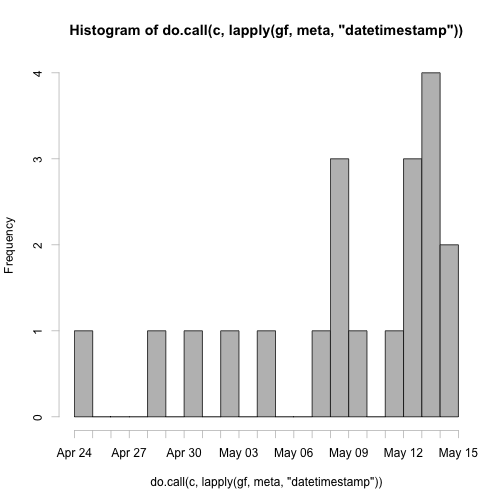 Histogram of do.call(c, lapply(gf, meta, "datetimestamp"))
4
3
2
1
0
Frequency
Apr 24 Apr 27 Apr 30 May 03 May 06 May 09 May 12 May 15
do.call(c, lapply(gf, meta, "datetimestamp"))